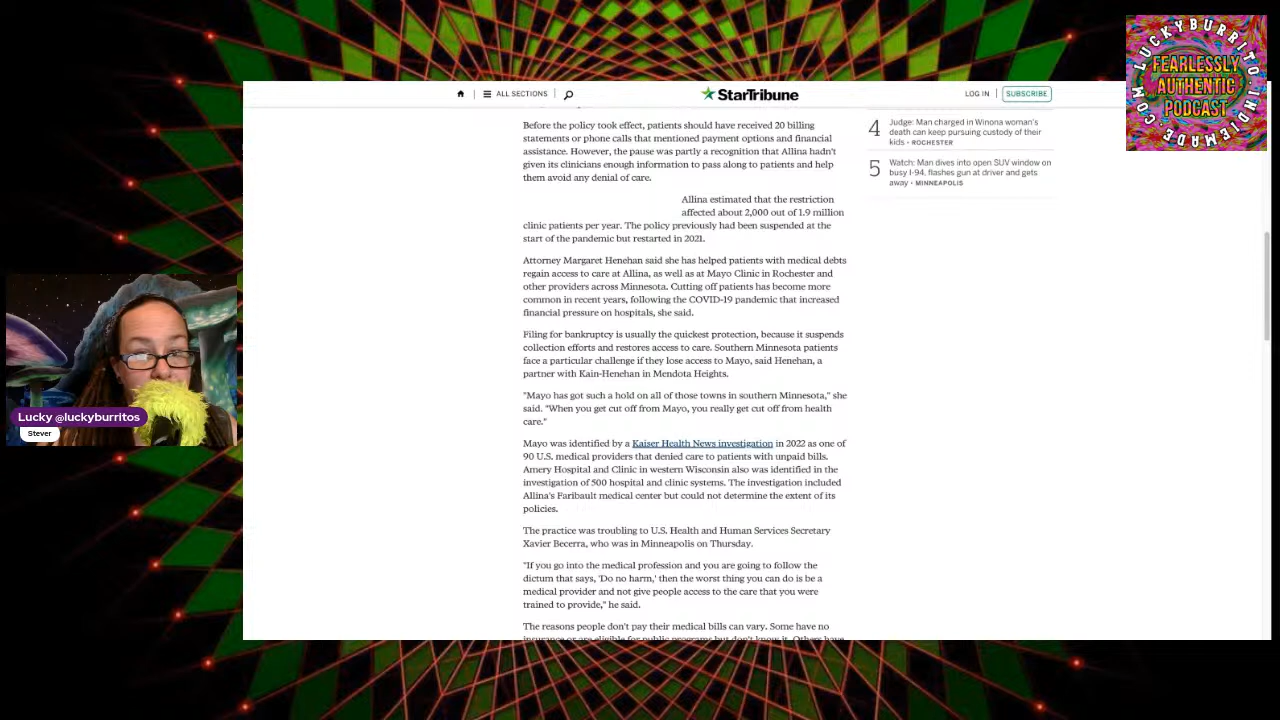 ALL SECTIONS
StarTribune
LOG IN
SUBSCRIBE
LUCKYBURRITO.INDIEMADE.COM
FEARLESSLY
AUTHENTIC
PODCAST
Before the policy took effect, patients should have received 20 billing
statements or phone calls that mentioned payment options and financial
assistance. However, the pause was partly a recognition that Allina hadn't
given its clinicians enough information to pass along to patients and help
them avoid any denial of care.
Allina estimated that the restriction
affected about 2,000 out of 1.9 million
clinic patients per year. The policy previously had been suspended at the
start of the pandemic but restarted in 2021.
Attorney Margaret Henehan said she has helped patients with medical debts
regain access to care at Allina, as well as at Mayo Clinic in Rochester and
other providers across Minnesota. Cutting off patients has become more
common in recent years, following the COVID-19 pandemic that increased
financial pressure on hospitals, she said.
Filing for bankruptcy is usually the quickest protection, because it suspends
collection efforts and restores access to care. Southern Minnesota patients
face a particular challenge if they lose access to Mayo, said Henehan, a
partner with Kain-Henehan in Mendota Heights.
"Mayo has got such a hold on all of those towns in southern Minnesota," she
said. "When you get cut off from Mayo, you really get cut off from health
care."
Mayo was identified by a Kaiser Health News investigation in 2022 as one of
90 U.S. medical providers that denied care to patients with unpaid bills.
Amery Hospital and Clinic in western Wisconsin also was identified in the
investigation of 500 hospital and clinic systems. The investigation included
Allina's Faribault medical center but could not determine the extent of its
policies.
The practice was troubling to U.S. Health and Human Services Secretary
Xavier Becerra, who was in Minneapolis on Thursday.
"If you go into the medical profession and you are going to follow the
dictum that says, 'Do no harm,' then the worst thing you can do is be a
medical provider and not give people access to the care that you were
trained to provide," he said.
The reasons people don't pay their medical bills can vary. Some have no
insurance or are eligible for public programs but don't know it. Others have
4 Judge: Man charged in Winona woman's
death can keep pursuing custody of their
kids • ROCHESTER
5 Watch: Man dives into open SUV window on
busy I-94, flashes gun at driver and gets
away • MINNEAPOLIS
Lucky @luckyburritos
Stever